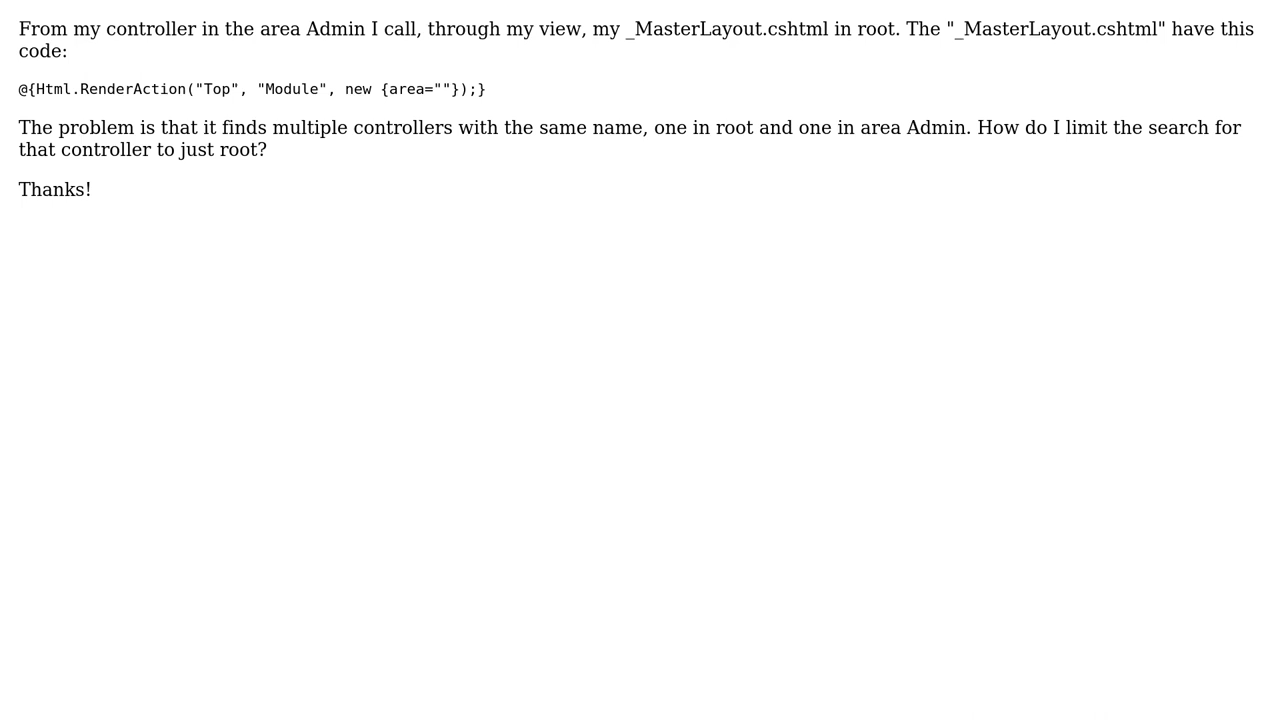 From my controller in the area Admin I call, through my view, my _MasterLayout.cshtml in root. The "_MasterLayout.cshtml" have this
code:
@{Html.RenderAction("Top", "Module", new {area=""});}
The problem is that it finds multiple controllers with the same name, one in root and one in area Admin. How do I limit the search for
that controller to just root?
Thanks!